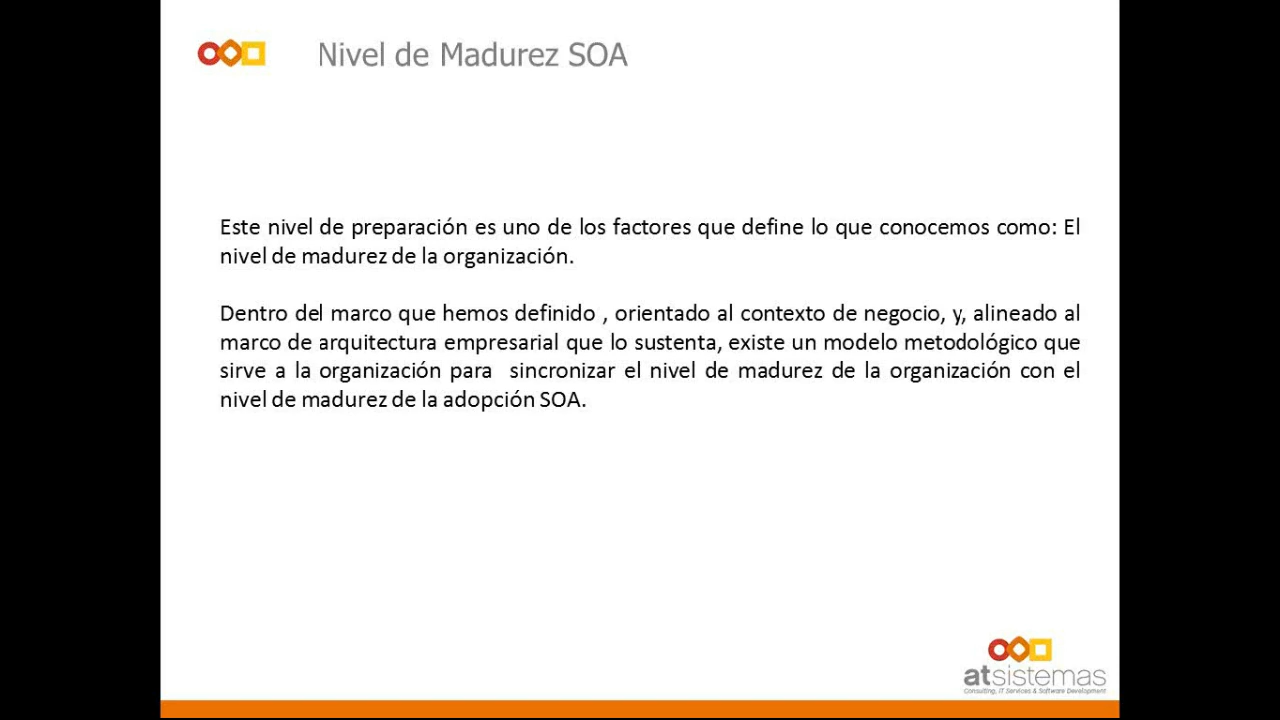 Nivel de Madurez SOA
Este nivel de preparación es uno de los factores que define lo que conocemos como: El
nivel de madurez de la organización.
Dentro del marco que hemos definido , orientado al contexto de negocio, y, alineado al
marco de arquitectura empresarial que lo sustenta, existe un modelo metodológico que
sirve a la organización para  sincronizar el nivel de madurez de la organización con el
nivel de madurez de la adopción SOA.
atsistemas
Consulting, IT Services & Software Development